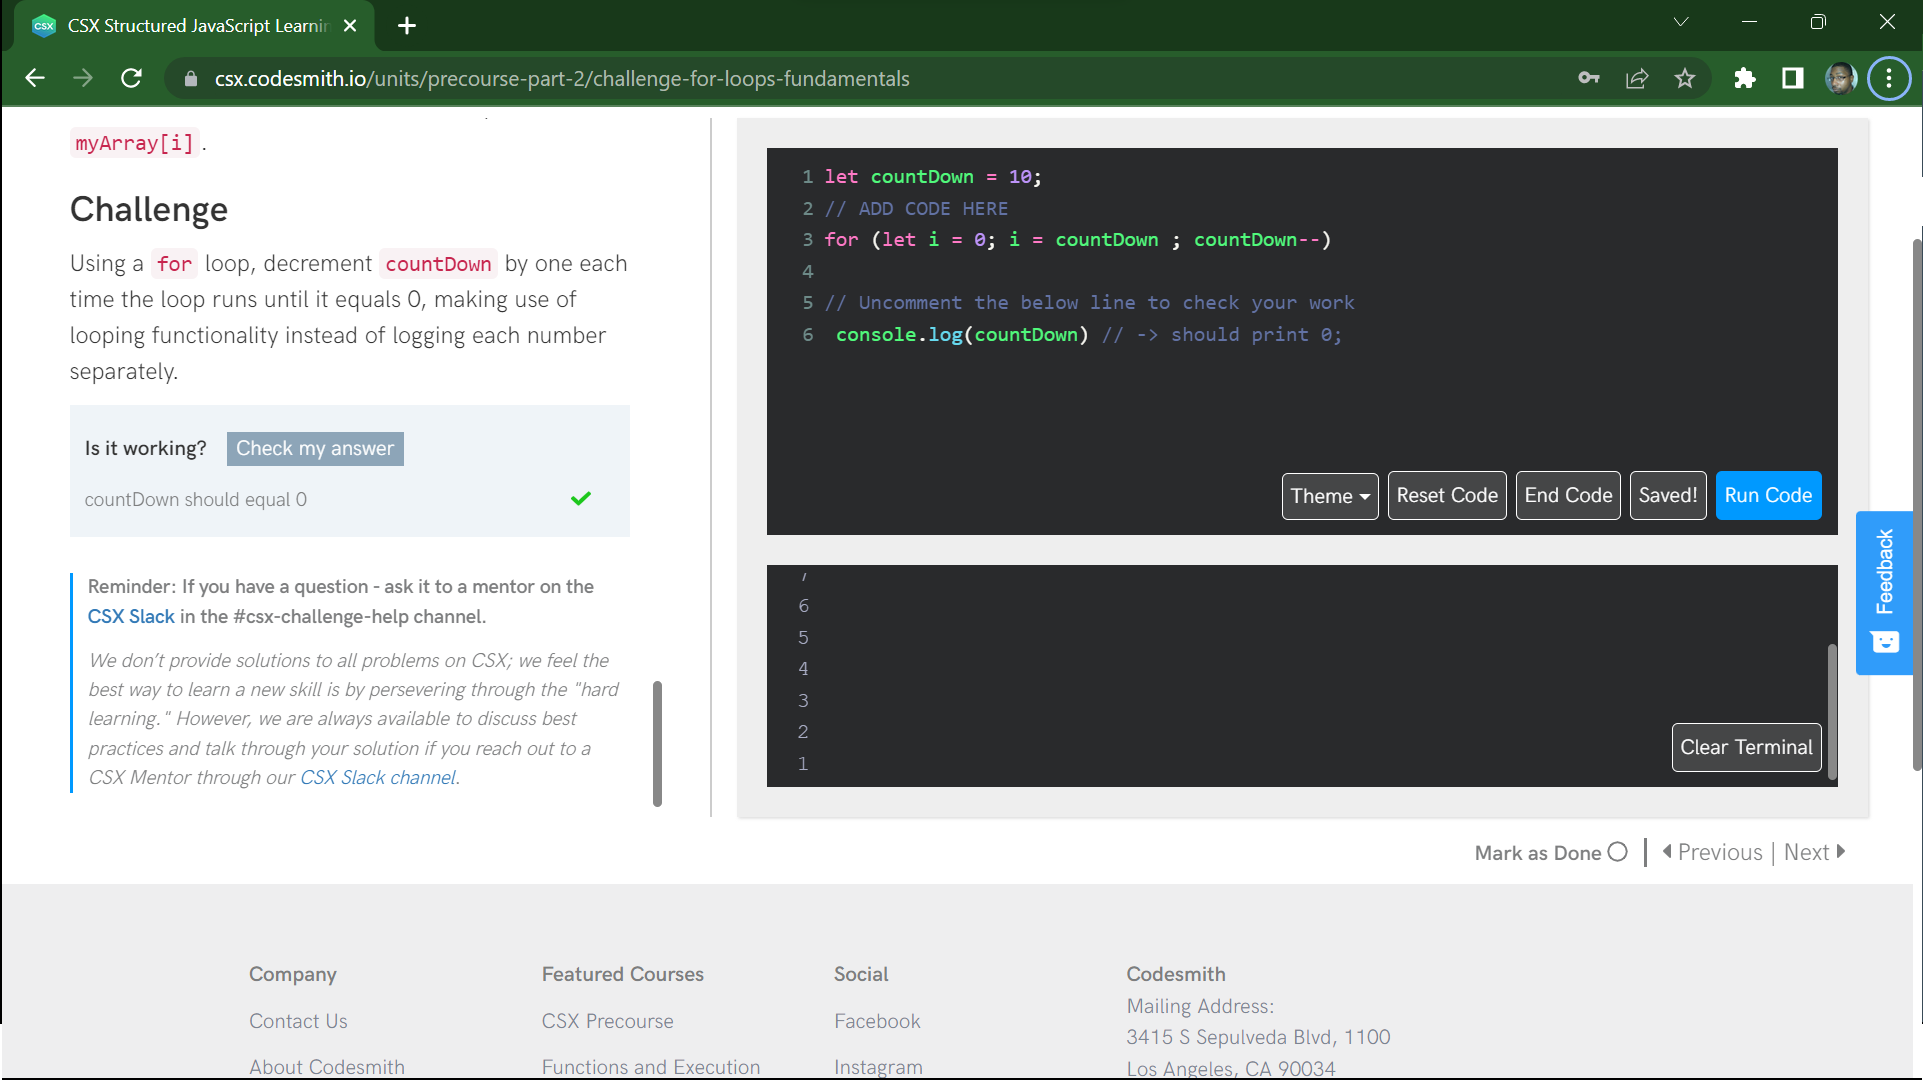 CSX Structured JavaScript Learnin
csx.codesmith.io/units/precourse-part-2/challenge-for-loops-fundamentals
myArray[i].
Challenge
Using a for loop, decrement countDown by one each
time the loop runs until it equals 0, making use of
looping functionality instead of logging each number
separately.
Is it working? Check my answer
countDown should equal 0
Reminder: If you have a question - ask it to a mentor on the
CSX Slack in the #csx-challenge-help channel.
We don't provide solutions to all problems on CSX; we feel the
best way to learn a new skill is by persevering through the "hard
learning." However, we are always available to discuss best
practices and talk through your solution if you reach out to a
CSX Mentor through our CSX Slack channel.
1 let countDown = 10;
2 // ADD CODE HERE
3 for (let i = 0; i = countDown ; countDown--)
4
5 // Uncomment the below line to check your work
6 console.log(countDown) // -> should print 0;
Theme Reset Code End Code Saved! Run Code
7
6
5
4
3
2
1
Clear Terminal
Feedback
Mark as Done | Previous | Next
Company
Contact Us
About Codesmith
Featured Courses
CSX Precourse
Functions and Execution
Social
Facebook
Instagram
Codesmith
Mailing Address:
3415 S Sepulveda Blvd, 1100
Los Angeles, CA 90034